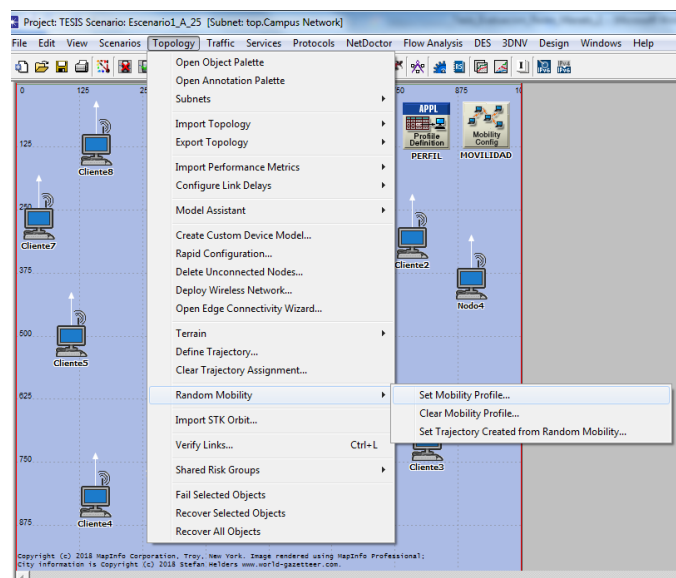 Project: TESIS Scenario: Escenario1_A_25 [Subnet: top.Campus Network]
File Edit View Scenarios Topology Traffic Services Protocols NetDoctor Flow Analysis DES 3DNV Design Windows Help
Open Object Palette
Open Annotation Palette
Subnets
Import Topology
Export Topology
Import Performance Metrics
Configure Link Delays
Model Assistant
Create Custom Device Model...
Rapid Configuration...
Delete Unconnected Nodes...
Deploy Wireless Network...
Open Edge Connectivity Wizard...
Terrain
Define Trajectory...
Clear Trajectory Assignment...
Random Mobility
Import STK Orbit...
Verify Links... Ctrl+L
Shared Risk Groups
Fail Selected Objects
Recover Selected Objects
Recover All Objects
Set Mobility Profile...
Clear Mobility Profile...
Set Trajectory Created from Random Mobility...
0 125 25 50 875 10
125
250
375
500
625
750
875
APPL
Profile
Definition
PERFIL
Mobility
Config
MOVILIDAD
Cliente8
Cliente7
Cliente2
Nodo4
Cliente5
Cliente3
Cliente4
Copyright (c) 2018 MapInfo Corporation, Troy, New York. Image rendered using MapInfo Professional;
City information is Copyright (c) 2018 Stefan Helders www.world-gazetteer.com.